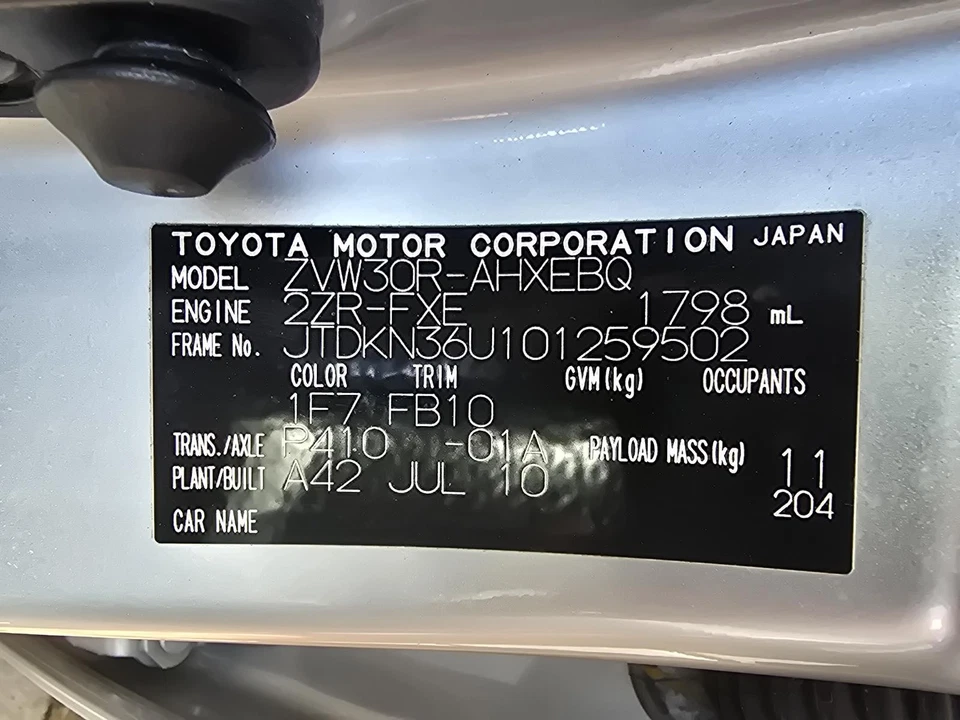 TOYOTA MOTOR CORPORATION JAPAN
MODEL ZVW30R-AHXEBQ
ENGINE 2ZR-FXE 1798 mL
FRAME No. JTDKN36U101259502
COLOR TRIM GVM(kg) OCCUPANTS
1F7 FB10
TRANS./AXLE P410 -01A PAYLOAD MASS(kg) 11
PLANT/BUILT A42 JUL 10 204
CAR NAME